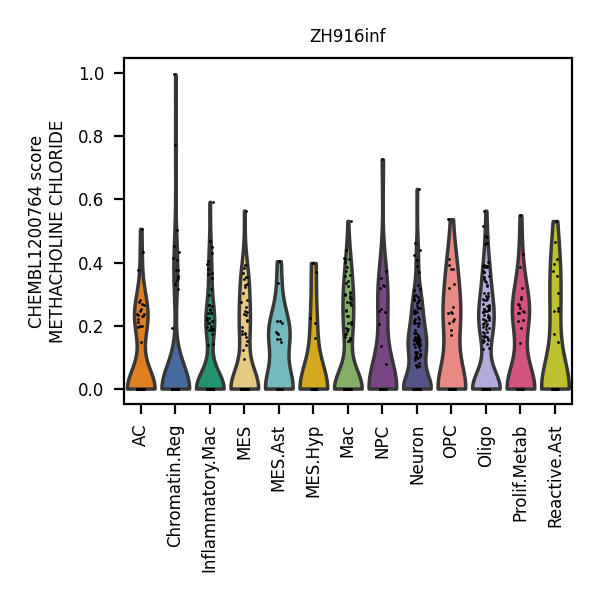 ZH916inf
CHEMBL1200764 score
METHACHOLINE CHLORIDE
1.0
0.8
0.6
0.4
0.2
0.0
AC
Chromatin.Reg
Inflammatory.Mac
MES
MES.Ast
MES.Hyp
Mac
NPC
Neuron
OPC
Oligo
Prolif.Metab
Reactive.Ast